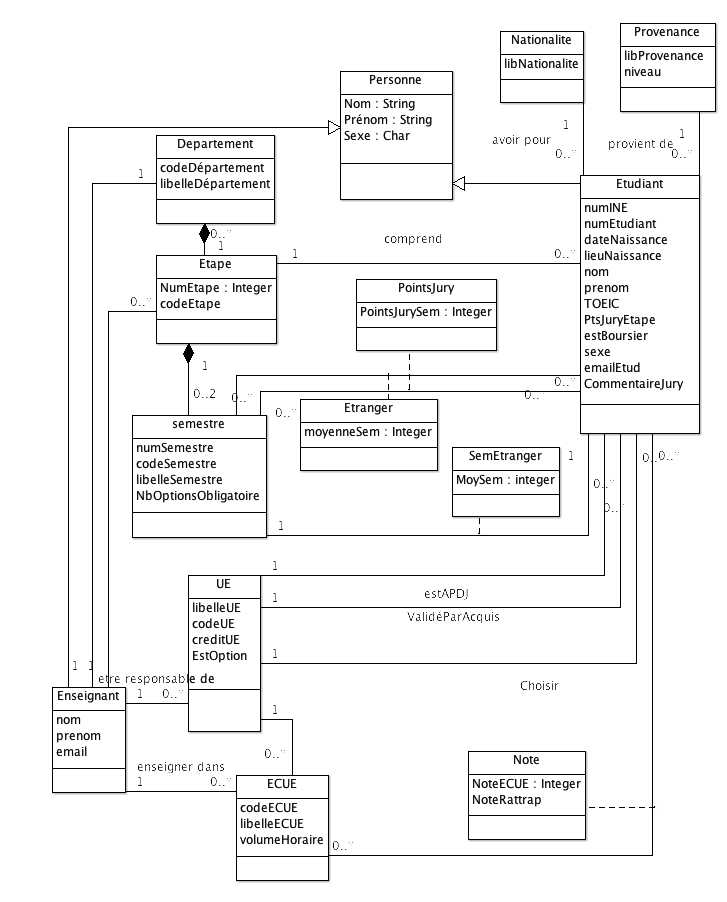 Nationalite
libNationalite
Provenance
libProvenance
niveau
Personne
Nom : String
Prénom : String
Sexe : Char
1
avoir pour
0..*
1
provient de
0..*
Departement
codeDépartement
libelleDépartement
1
0..*
1
Etudiant
numINE
numEtudiant
dateNaissance
lieuNaissance
nom
prenom
TOEIC
PtsJuryEtape
estBoursier
sexe
emailEtud
CommentaireJury
comprend
1
0..*
Etape
NumEtape : Integer
codeEtape
0..*
1
0..2
PointsJury
PointsJurySem : Integer
0..*
0..*
0..*
0..*
Etranger
moyenneSem : Integer
semestre
numSemestre
codeSemestre
libelleSemestre
NbOptionsObligatoire
SemEtranger
MoySem : integer
1
0..*
0..*
0..*
0..*
1
UE
libelleUE
codeUE
creditUE
EstOption
1
estAPDJ
1
ValidéParAcquis
1
Choisir
1
1
etre responsable de
1
0..*
Enseignant
nom
prenom
email
1
0..*
enseigner dans
1
0..*
ECUE
codeECUE
libelleECUE
volumeHoraire
0..*
Note
NoteECUE : Integer
NoteRattrap